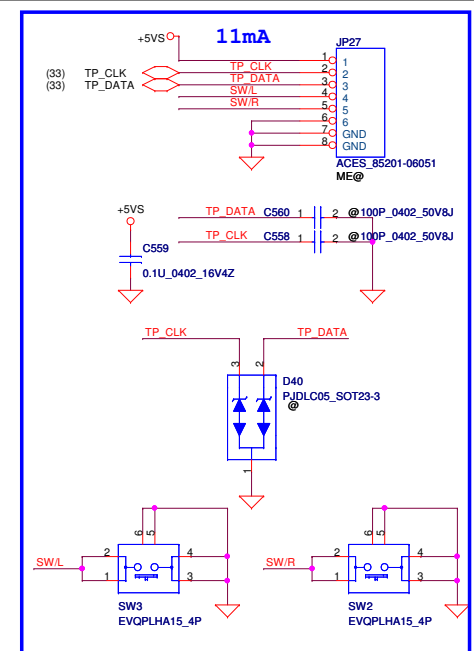 +5VS 11mA
JP27
1 1
(33) TP_CLK TP_CLK 2 2
(33) TP_DATA TP_DATA 3 3
SW/L 4 4
SW/R 5 5
6 6
7 GND
8 GND
ACES_85201-06051
ME@
+5VS
TP_DATA C560 1 2 @100P_0402_50V8J
TP_CLK C558 1 2 @100P_0402_50V8J
C559
0.1U_0402_16V4Z
TP_CLK TP_DATA
3 2
D40
PJDLC05_SOT23-3
@
1
6 5 6 5
SW/L 2 4 SW/R 2 4
1 3 1 3
SW3 SW2
EVQPLHA15_4P EVQPLHA15_4P